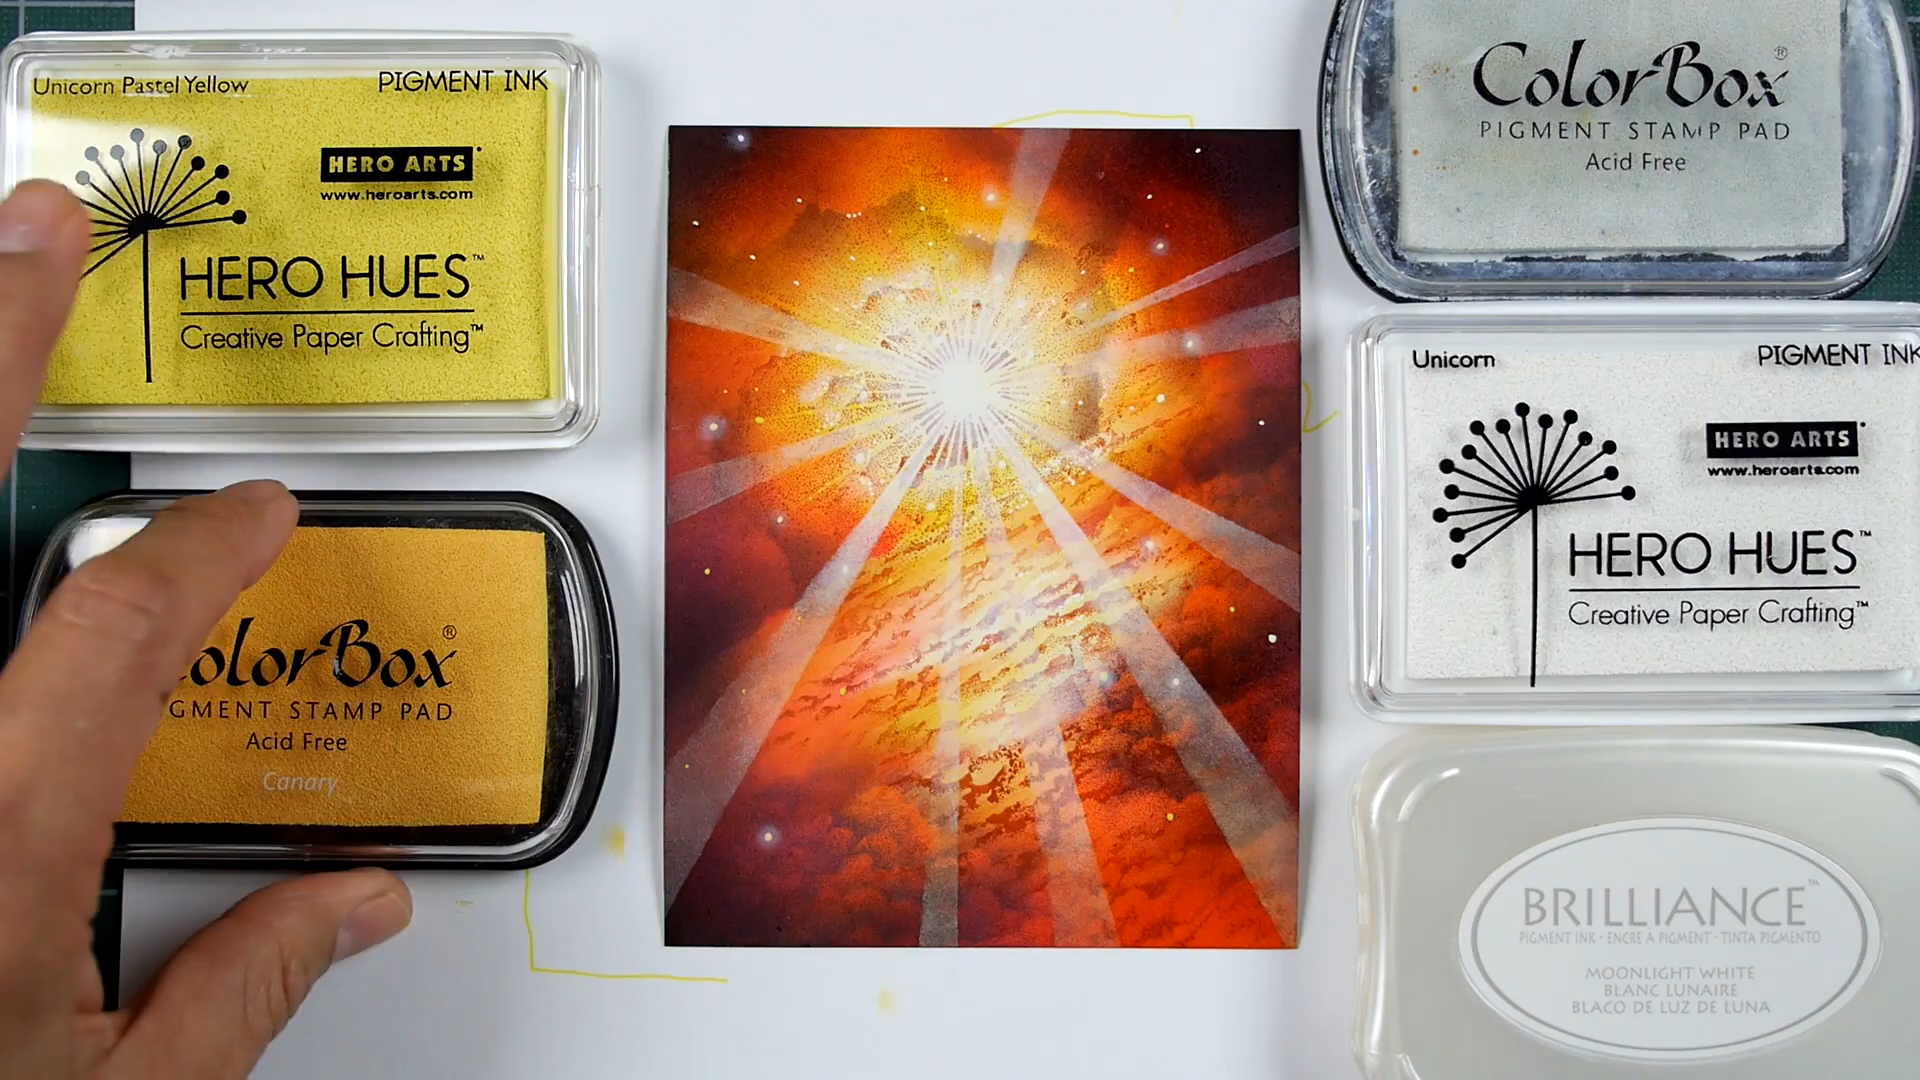 Unicorn Pastel Yellow
PIGMENT INK
HERO ARTS
www.heroarts.com
HERO HUES™
Creative Paper Crafting™
olorBox®
GMENT STAMP PAD
Acid Free
Canary
ColorBox®
PIGMENT STAMP PAD
Acid Free
Unicorn
PIGMENT INK
HERO ARTS
www.heroarts.com
HERO HUES™
Creative Paper Crafting™
BRILLIANCE™
PIGMENT INK · ENCRE A PIGMENT · TINTA PIGMENTO
MOONLIGHT WHITE
BLANC LUNAIRE
BLACO DE LUZ DE LUNA